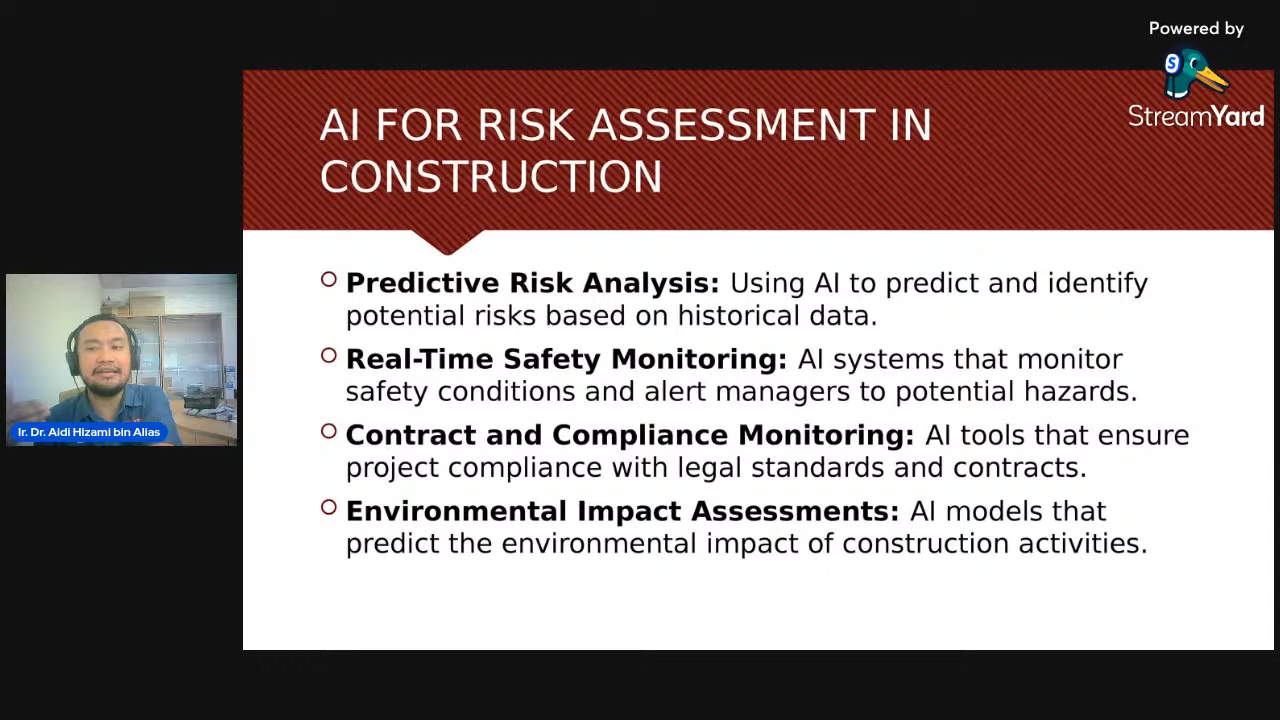 Powered by
StreamYard
AI FOR RISK ASSESSMENT IN
CONSTRUCTION
Predictive Risk Analysis: Using AI to predict and identify
potential risks based on historical data.
Real-Time Safety Monitoring: AI systems that monitor
safety conditions and alert managers to potential hazards.
Contract and Compliance Monitoring: AI tools that ensure
project compliance with legal standards and contracts.
Environmental Impact Assessments: AI models that
predict the environmental impact of construction activities.
Ir. Dr. Aidi Hizami bin Alias